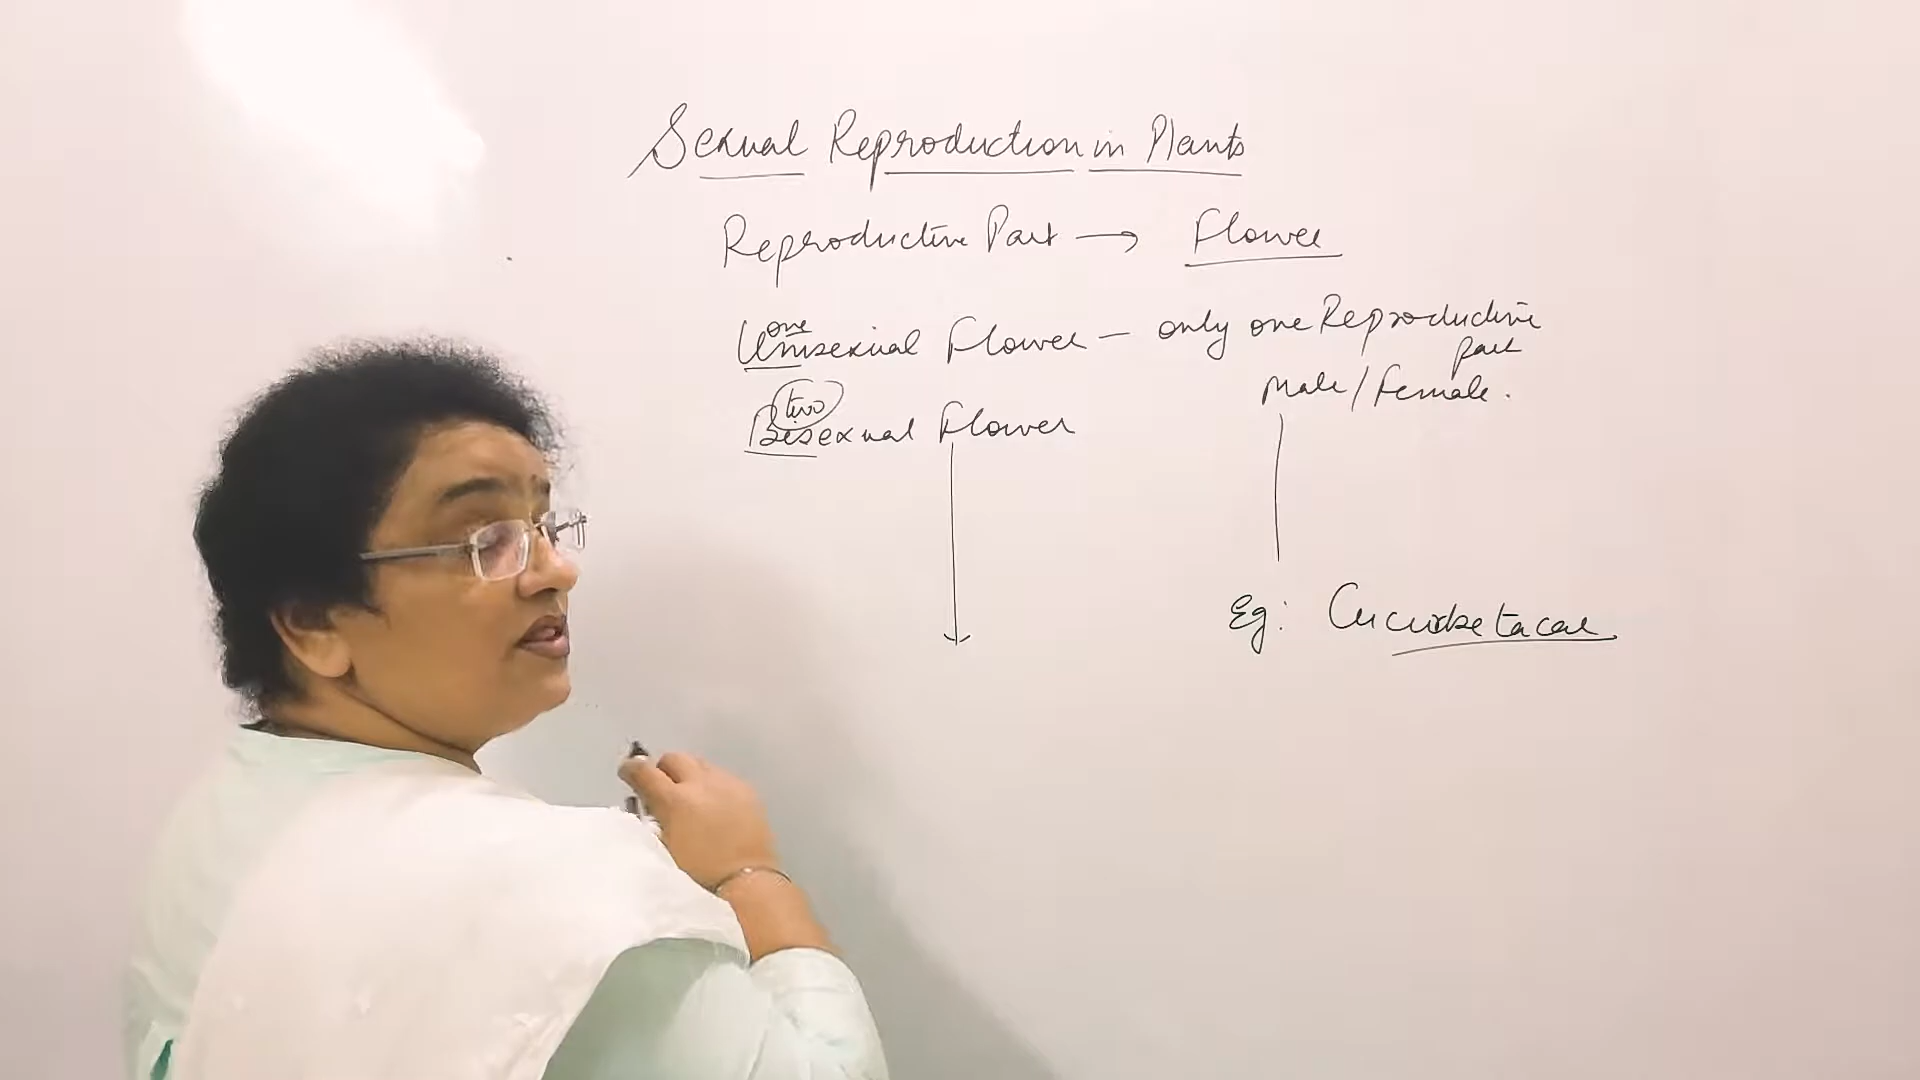 Sexual Reproduction in Plants
Reproductive Part → Flower
one
Unisexual Flower – only one Reproductive
part
Male / Female.
two
Bisexual Flower
Eg: Cucurbetacae